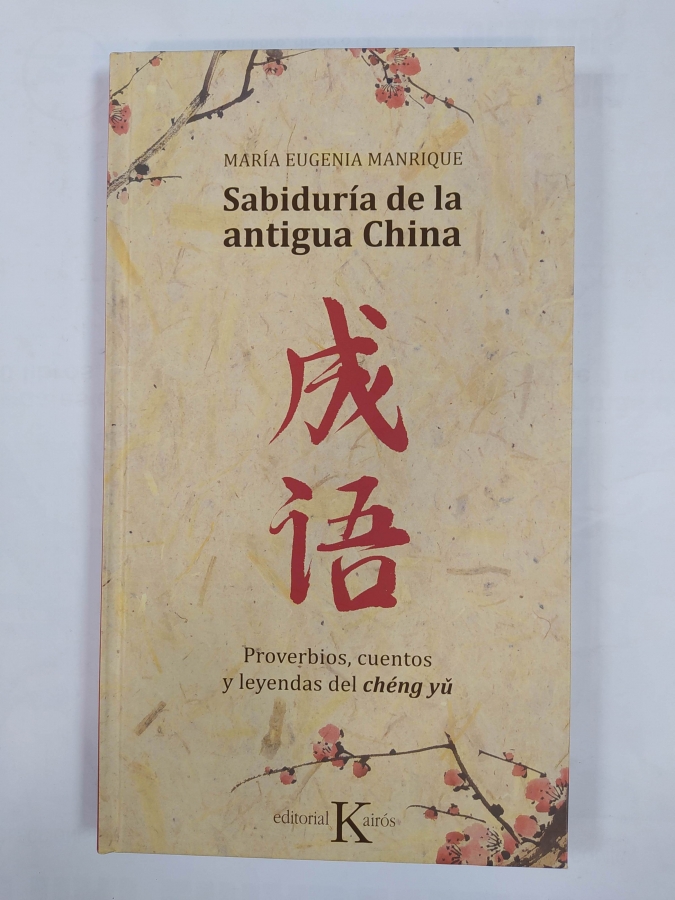 MARÍA EUGENIA MANRIQUE
Sabiduría de la
antigua China
成
语
Proverbios, cuentos
y leyendas del chéng yǔ
editorial Kairós